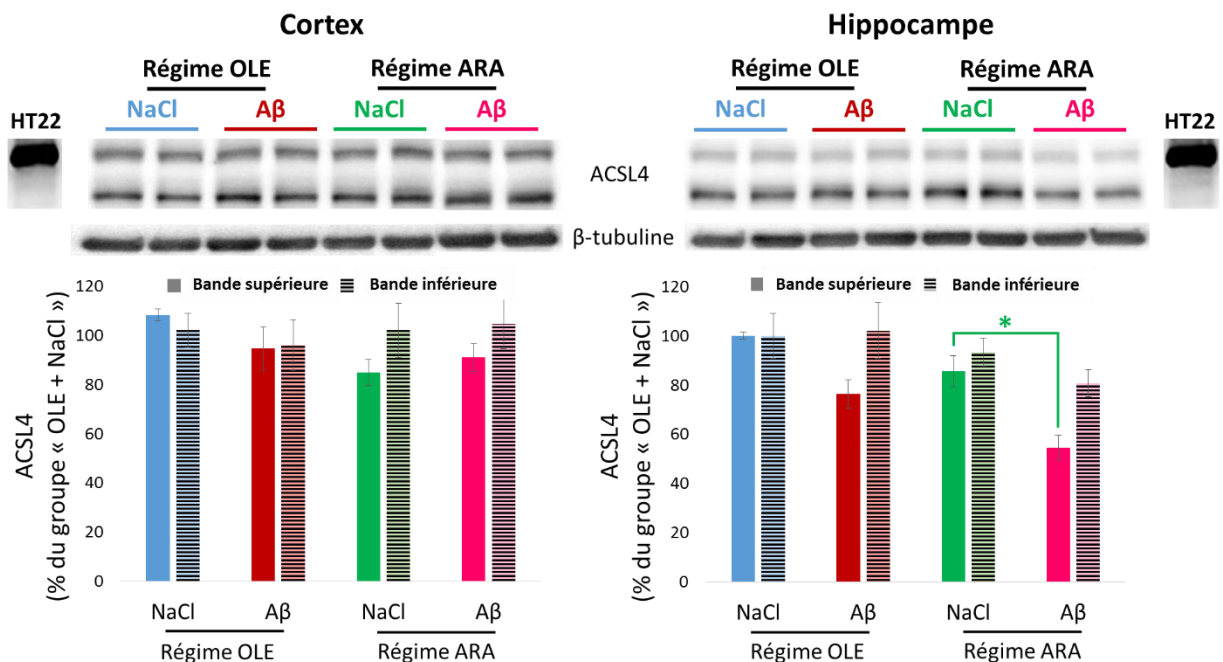 Cortex
Régime OLE Régime ARA
NaCl Aβ NaCl Aβ
HT22
Hippocampe
Régime OLE Régime ARA
NaCl Aβ NaCl Aβ
HT22
ACSL4
β-tubuline
Bande supérieure Bande inférieure
ACSL4
(% du groupe « OLE + NaCl »)
120
100
80
60
40
20
0
NaCl Aβ NaCl Aβ
Régime OLE Régime ARA
Bande supérieure Bande inférieure
ACSL4
(% du groupe « OLE + NaCl »)
120
100
80
60
40
20
0
*
NaCl Aβ NaCl Aβ
Régime OLE Régime ARA